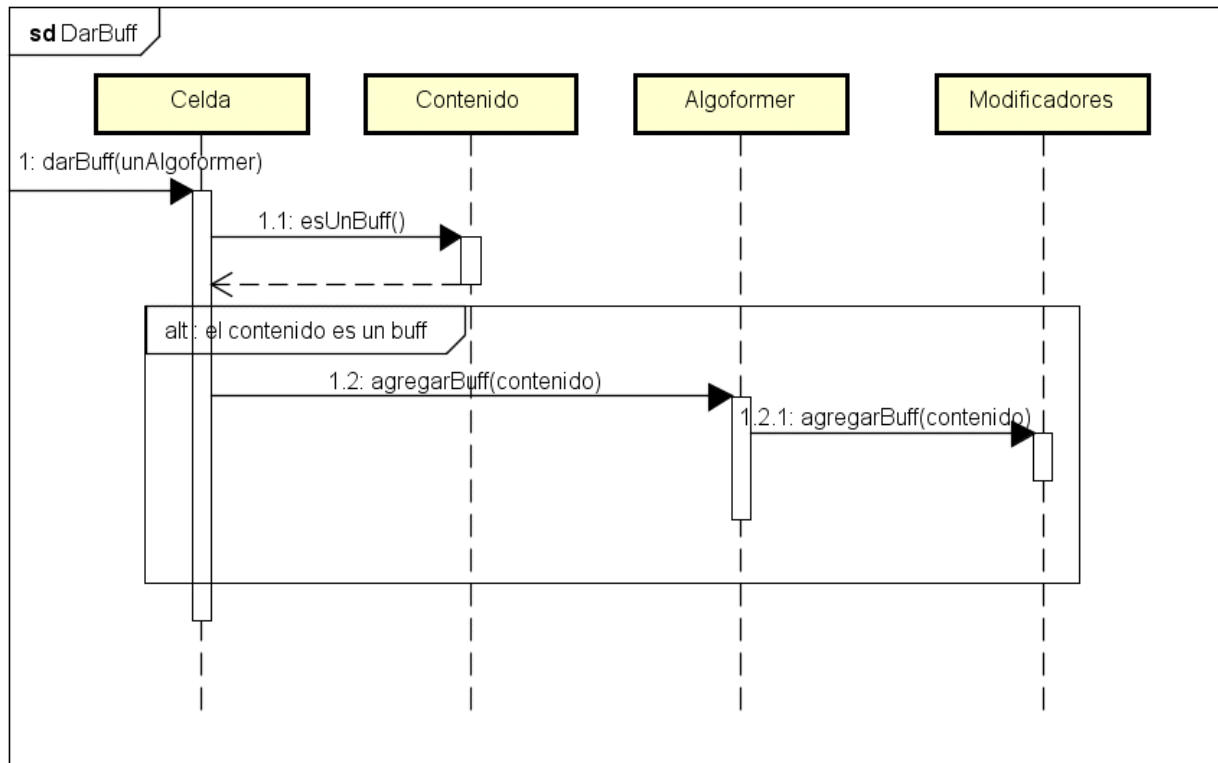 sd DarBuff
Celda
Contenido
Algoformer
Modificadores
1: darBuff(unAlgoformer)
1.1: esUnBuff()
alt : el contenido es un buff
1.2: agregarBuff(contenido)
1.2.1: agregarBuff(contenido)